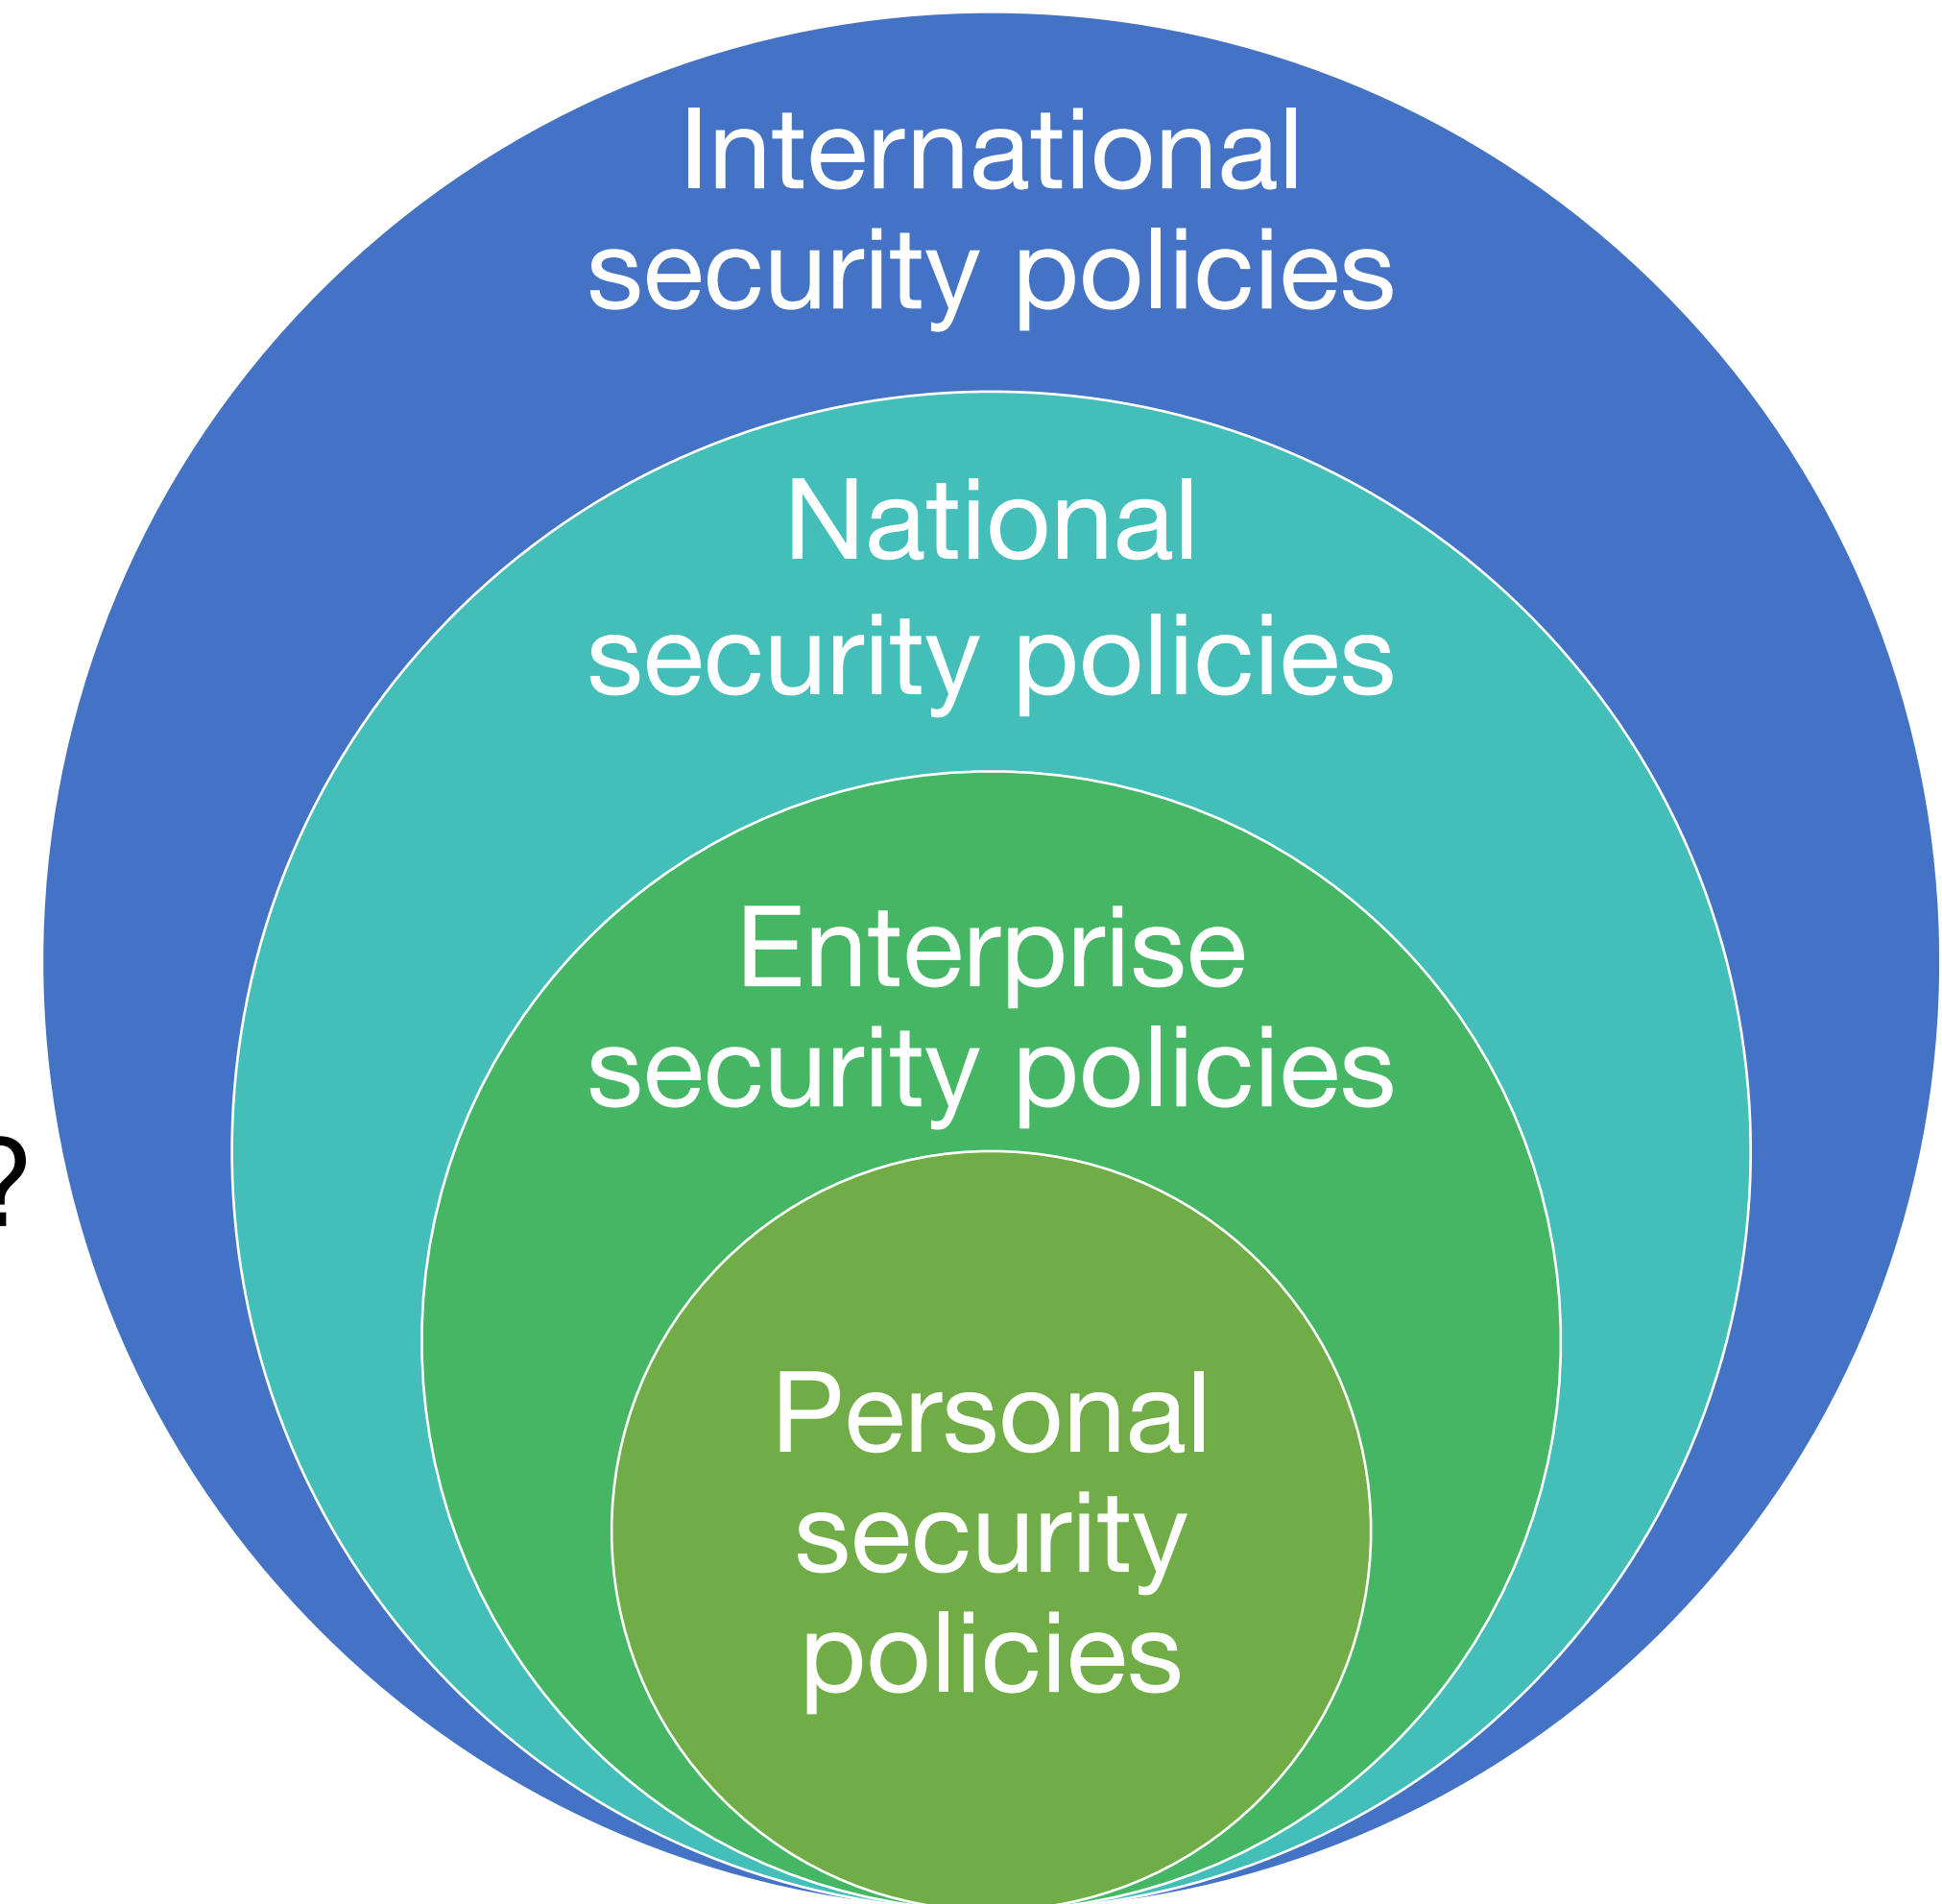 International
security policies
National
security policies
Enterprise
security policies
?
Personal
security
policies